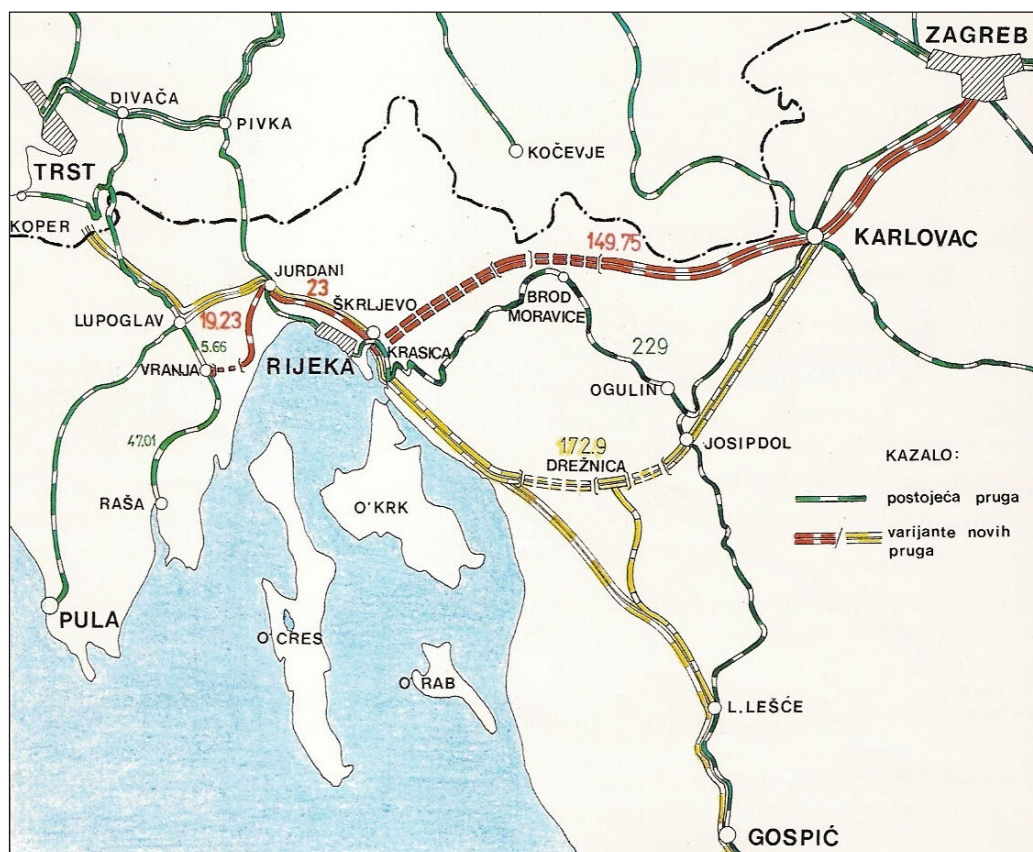 ZAGREB
DIVAČA
PIVKA
KOČEVJE
TRST
KOPER
KARLOVAC
149.75
JURDANI
23
ŠKRLJEVO
BROD
MORAVICE
LUPOGLAV
19.23
5.66
VRANJA
RIJEKA
KRASICA
229
OGULIN
47.01
172.9
DREŽNICA
JOSIPDOL
KAZALO:
RAŠA
O'KRK
postojeća pruga
varijante novih
pruga
PULA
O'CRES
O'RAB
L.LEŠĆE
GOSPIĆ